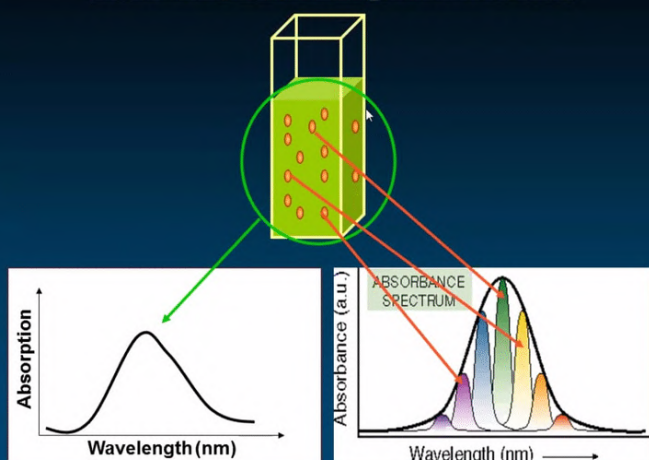 Absorption
Wavelength (nm)
ABSORBANCE
SPECTRUM
Absorbance (a.u.)
Wavelength (nm)